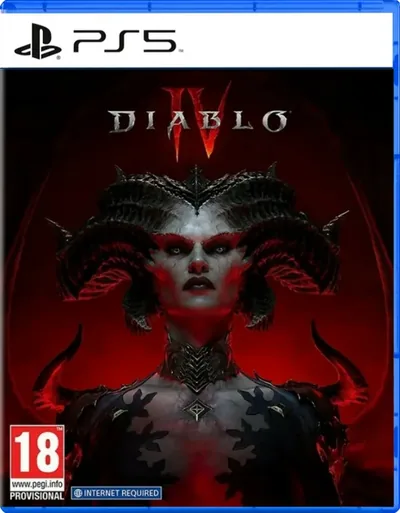 PS5
DIABLO
IV
18
www.pegi.info
PROVISIONAL
INTERNET REQUIRED